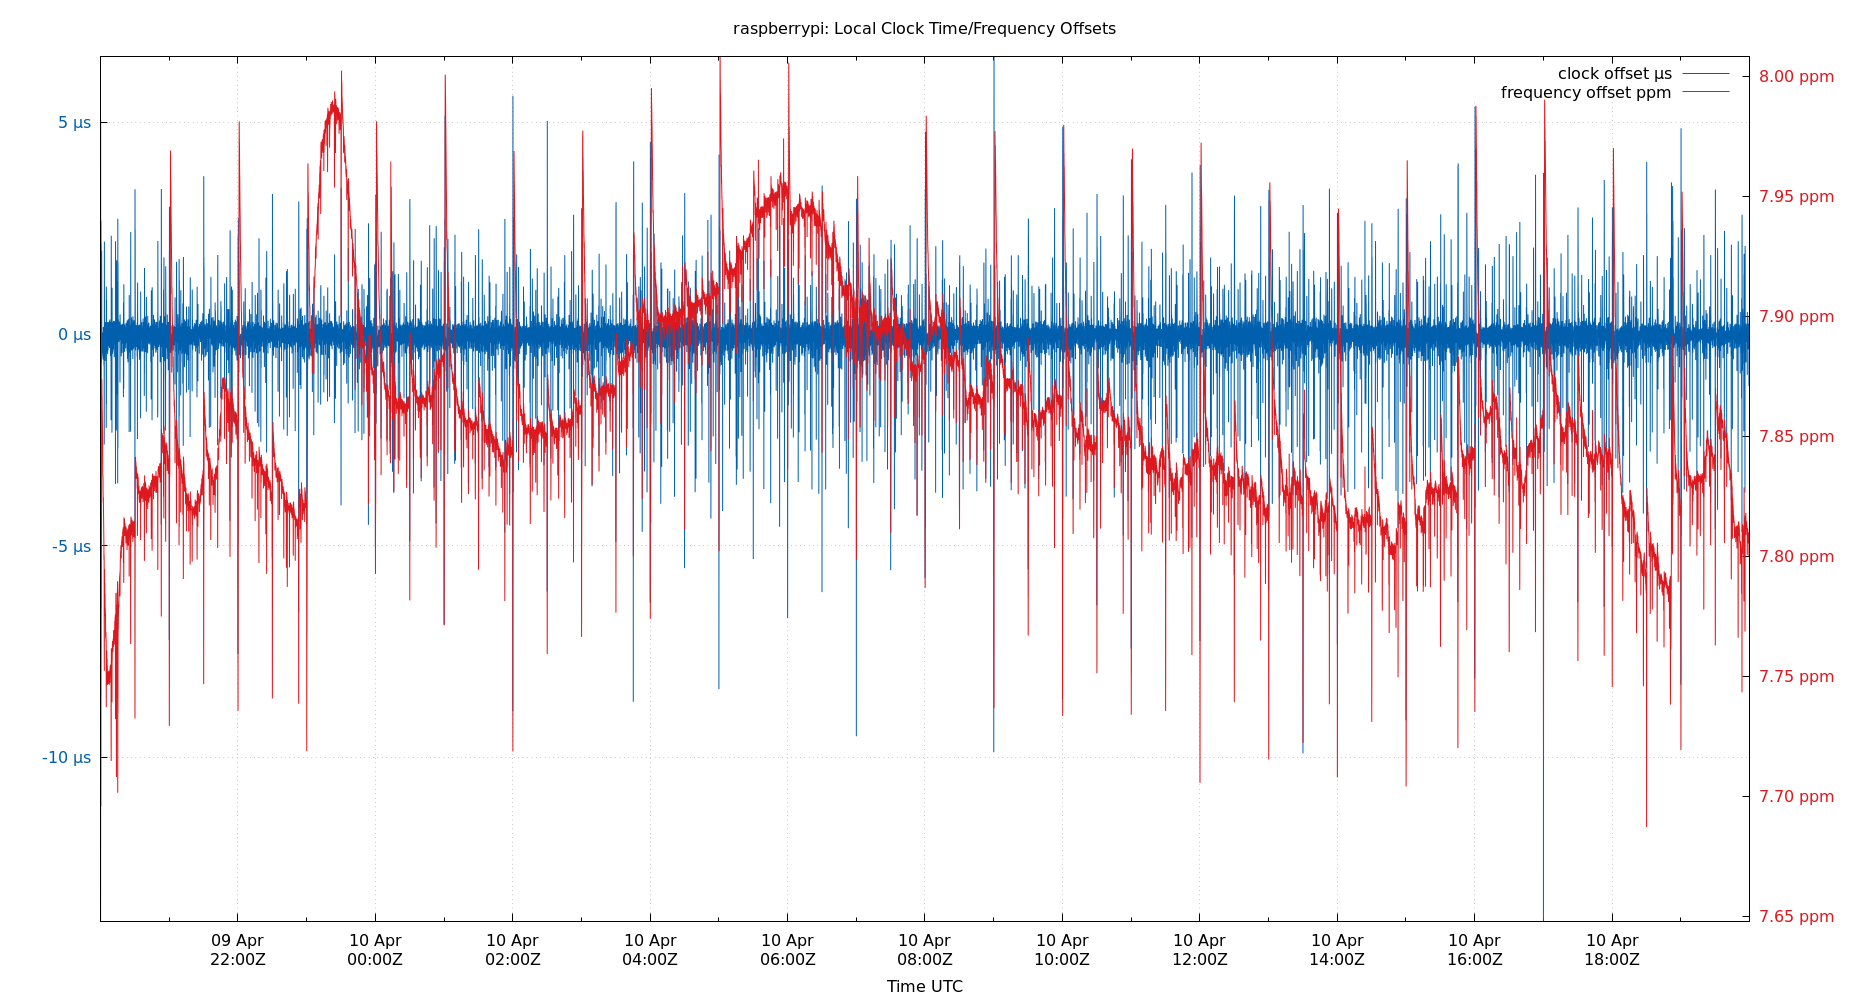 raspberrypi: Local Clock Time/Frequency Offsets
clock offset µs
frequency offset ppm
5 µs
0 µs
-5 µs
-10 µs
8.00 ppm
7.95 ppm
7.90 ppm
7.85 ppm
7.80 ppm
7.75 ppm
7.70 ppm
7.65 ppm
09 Apr
22:00Z
10 Apr
00:00Z
10 Apr
02:00Z
10 Apr
04:00Z
10 Apr
06:00Z
10 Apr
08:00Z
10 Apr
10:00Z
10 Apr
12:00Z
10 Apr
14:00Z
10 Apr
16:00Z
10 Apr
18:00Z
Time UTC